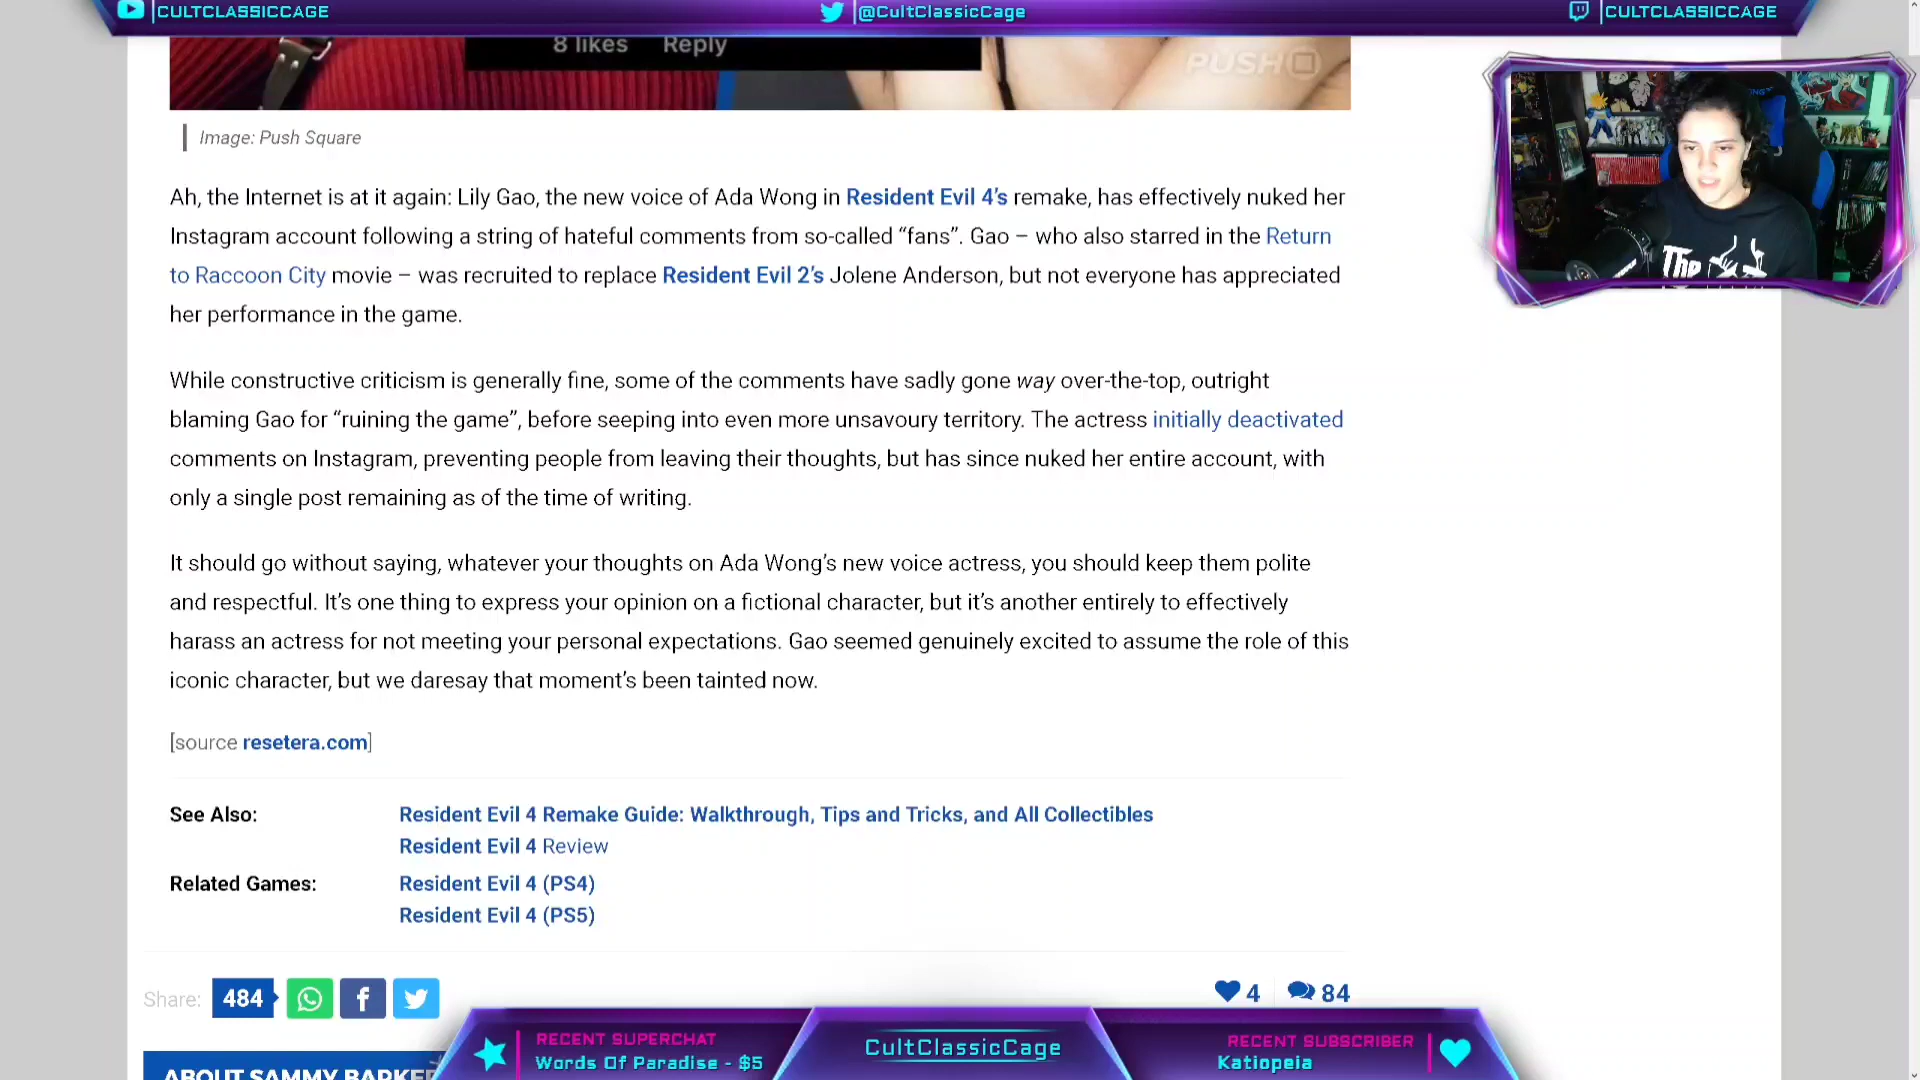 CULTCLASSICCAGE
@CultClassicCage
CULTCLASSICCAGE
8 likes Reply
PUSH
Image: Push Square
Ah, the Internet is at it again: Lily Gao, the new voice of Ada Wong in Resident Evil 4’s remake, has effectively nuked her
Instagram account following a string of hateful comments from so-called “fans”. Gao – who also starred in the Return
to Raccoon City movie – was recruited to replace Resident Evil 2’s Jolene Anderson, but not everyone has appreciated
her performance in the game.
While constructive criticism is generally fine, some of the comments have sadly gone way over-the-top, outright
blaming Gao for “ruining the game”, before seeping into even more unsavoury territory. The actress initially deactivated
comments on Instagram, preventing people from leaving their thoughts, but has since nuked her entire account, with
only a single post remaining as of the time of writing.
It should go without saying, whatever your thoughts on Ada Wong’s new voice actress, you should keep them polite
and respectful. It’s one thing to express your opinion on a fictional character, but it’s another entirely to effectively
harass an actress for not meeting your personal expectations. Gao seemed genuinely excited to assume the role of this
iconic character, but we daresay that moment’s been tainted now.
[source resetera.com]
See Also: Resident Evil 4 Remake Guide: Walkthrough, Tips and Tricks, and All Collectibles
Resident Evil 4 Review
Related Games: Resident Evil 4 (PS4)
Resident Evil 4 (PS5)
Share: 484
4 84
The
RECENT SUPERCHAT
Words Of Paradise - $5
CultClassicCage
RECENT SUBSCRIBER
Katiopeia
ABOUT SAMMY BARKER